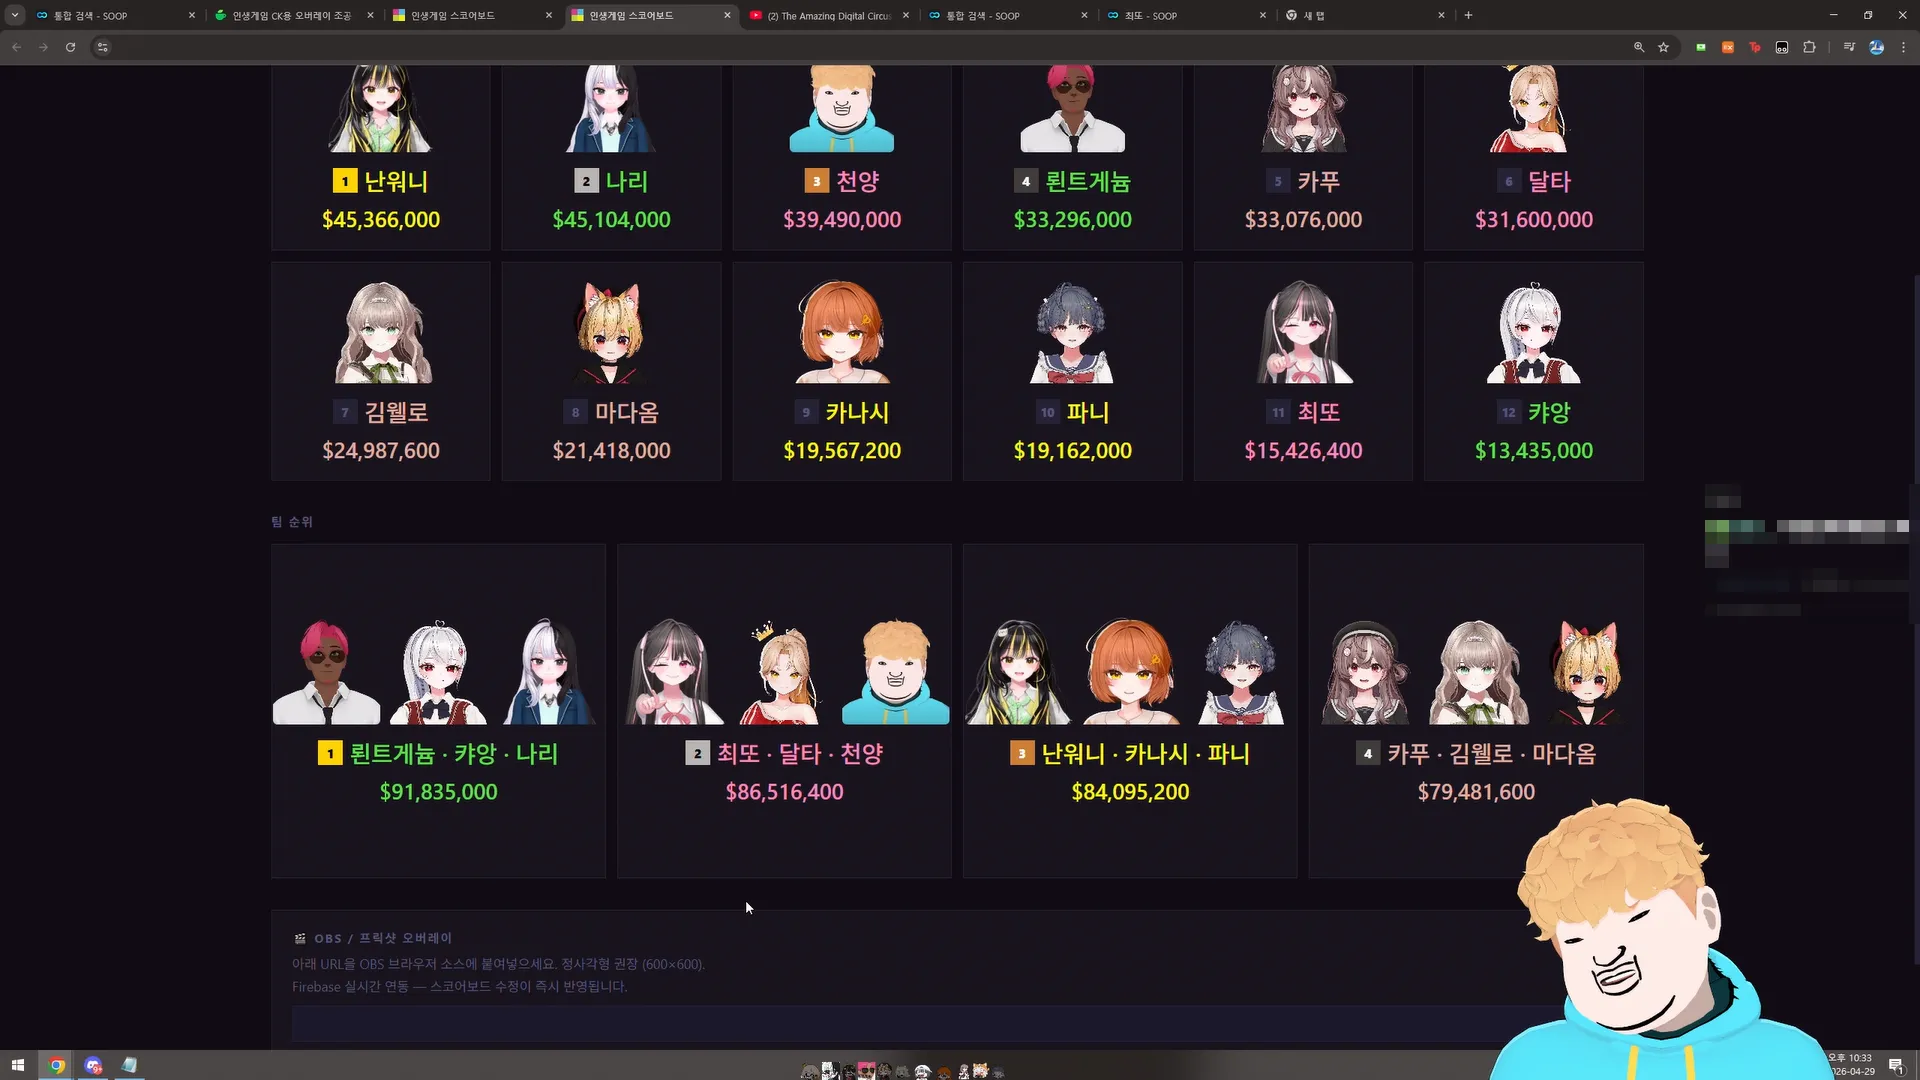 통합 검색 - SOOP
인생게임 CK용 오버레이 조공
인생게임 스코어보드
인생게임 스코어보드
(2) The Amazing Digital Circu
통합 검색 - SOOP
최또 - SOOP
새 탭
1 난워니
$45,366,000
2 나리
$45,104,000
3 천양
$39,490,000
4 뢴트게늄
$33,296,000
5 카푸
$33,076,000
6 달타
$31,600,000
7 김웰로
$24,987,600
8 마다옴
$21,418,000
9 카나시
$19,567,200
10 파니
$19,162,000
11 최또
$15,426,400
12 캬앙
$13,435,000
팀 순위
1 뢴트게늄 · 캬앙 · 나리
$91,835,000
2 최또 · 달타 · 천양
$86,516,400
3 난워니 · 카나시 · 파니
$84,095,200
4 카푸 · 김웰로 · 마다옴
$79,481,600
OBS / 프릭샷 오버레이
아래 URL을 OBS 브라우저 소스에 붙여넣으세요. 정사각형 권장 (600×600).
Firebase 실시간 연동 — 스코어보드 수정이 즉시 반영됩니다.
오후 10:33
026-04-29